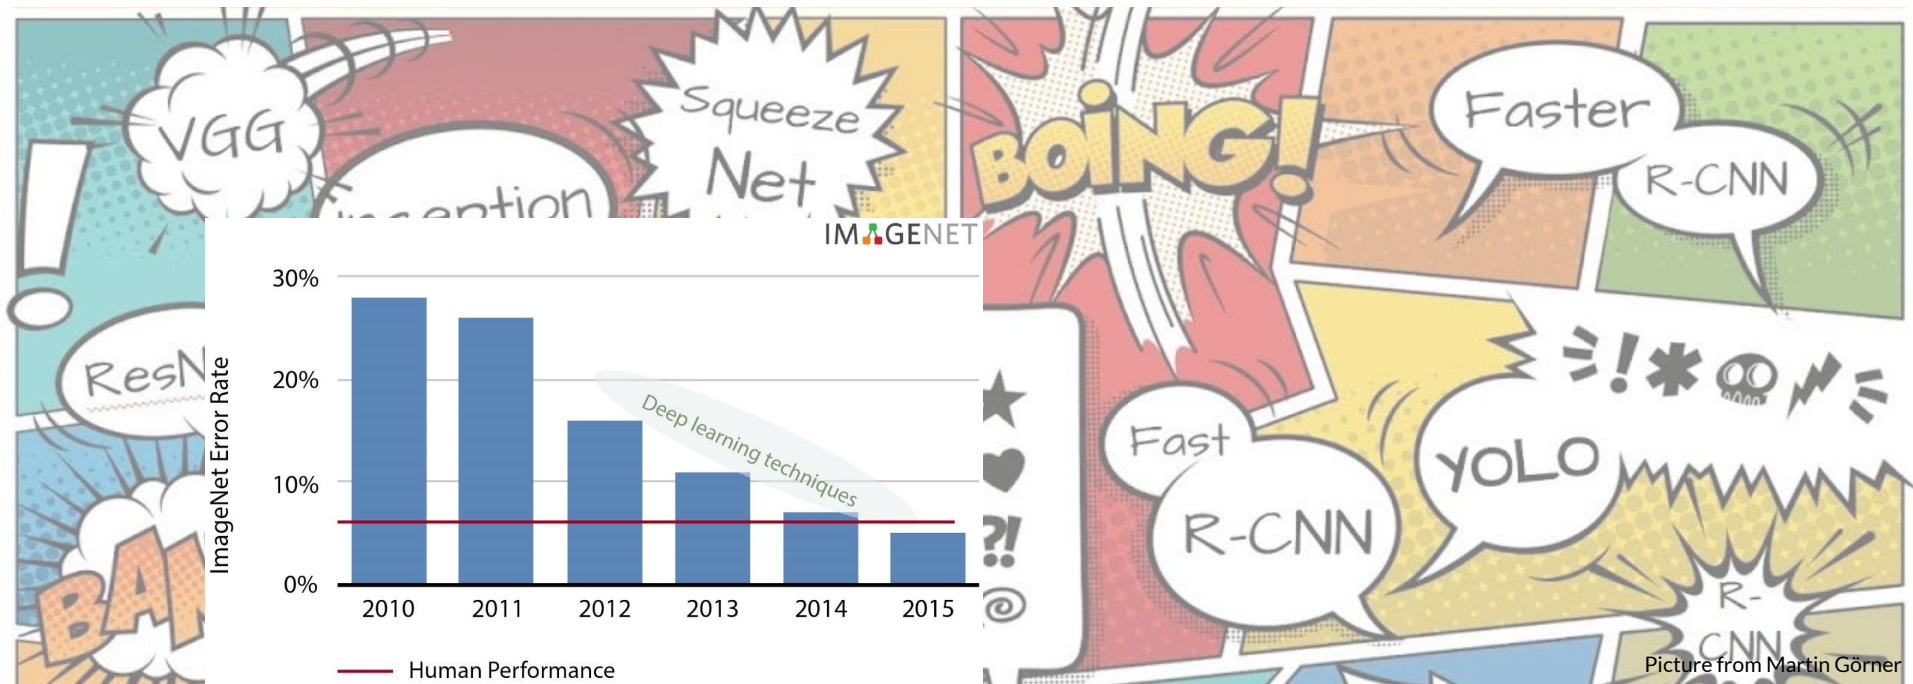 VGG
Inception
Squeeze
Net
BOING!
Faster
R-CNN
!
ResN
IMAGENET
ImageNet Error Rate
30%
20%
10%
0%
Deep learning techniques
2010 2011 2012 2013 2014 2015
Human Performance
?!
!*
Fast
R-CNN
YOLO
R-
CNN
Picture from Martin Görner